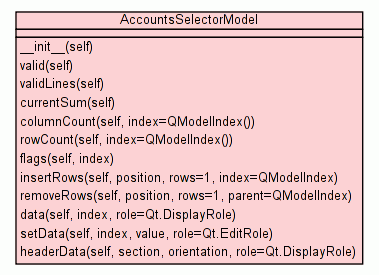 AccountsSelectorModel
__init__(self)
valid(self)
validLines(self)
currentSum(self)
columnCount(self, index=QModelIndex())
rowCount(self, index=QModelIndex())
flags(self, index)
insertRows(self, position, rows=1, index=QModelIndex)
removeRows(self, position, rows=1, parent=QModelIndex)
data(self, index, role=Qt.DisplayRole)
setData(self, index, value, role=Qt.EditRole)
headerData(self, section, orientation, role=Qt.DisplayRole)